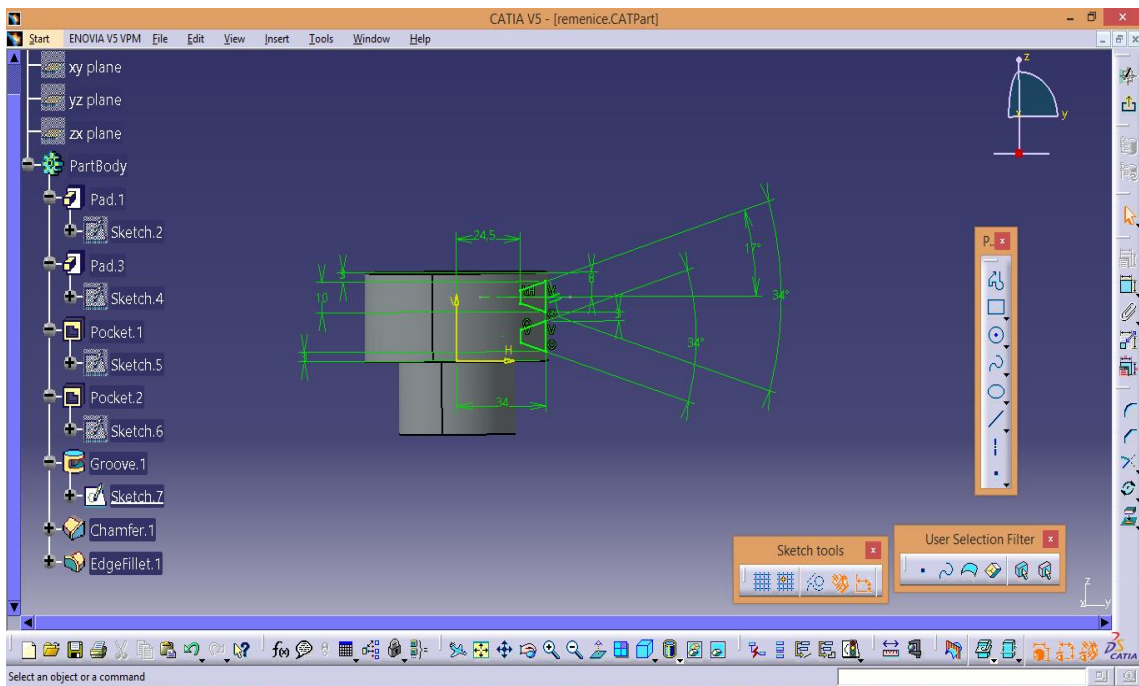 CATIA V5 - [remenice.CATPart]
Start ENOVIA V5 VPM File Edit View Insert Tools Window Help
xy plane
yz plane
zx plane
PartBody
Pad.1
Sketch.2
Pad.3
Sketch.4
Pocket.1
Sketch.5
Pocket.2
Sketch.6
Groove.1
Sketch.7
Chamfer.1
EdgeFillet.1
z
x y
24,5
17°
3 8
10 34°
V V
3
V
34°
H
34
P... x
Sketch tools x
User Selection Filter x
z
x y
f(x)
CATIA
Select an object or a command